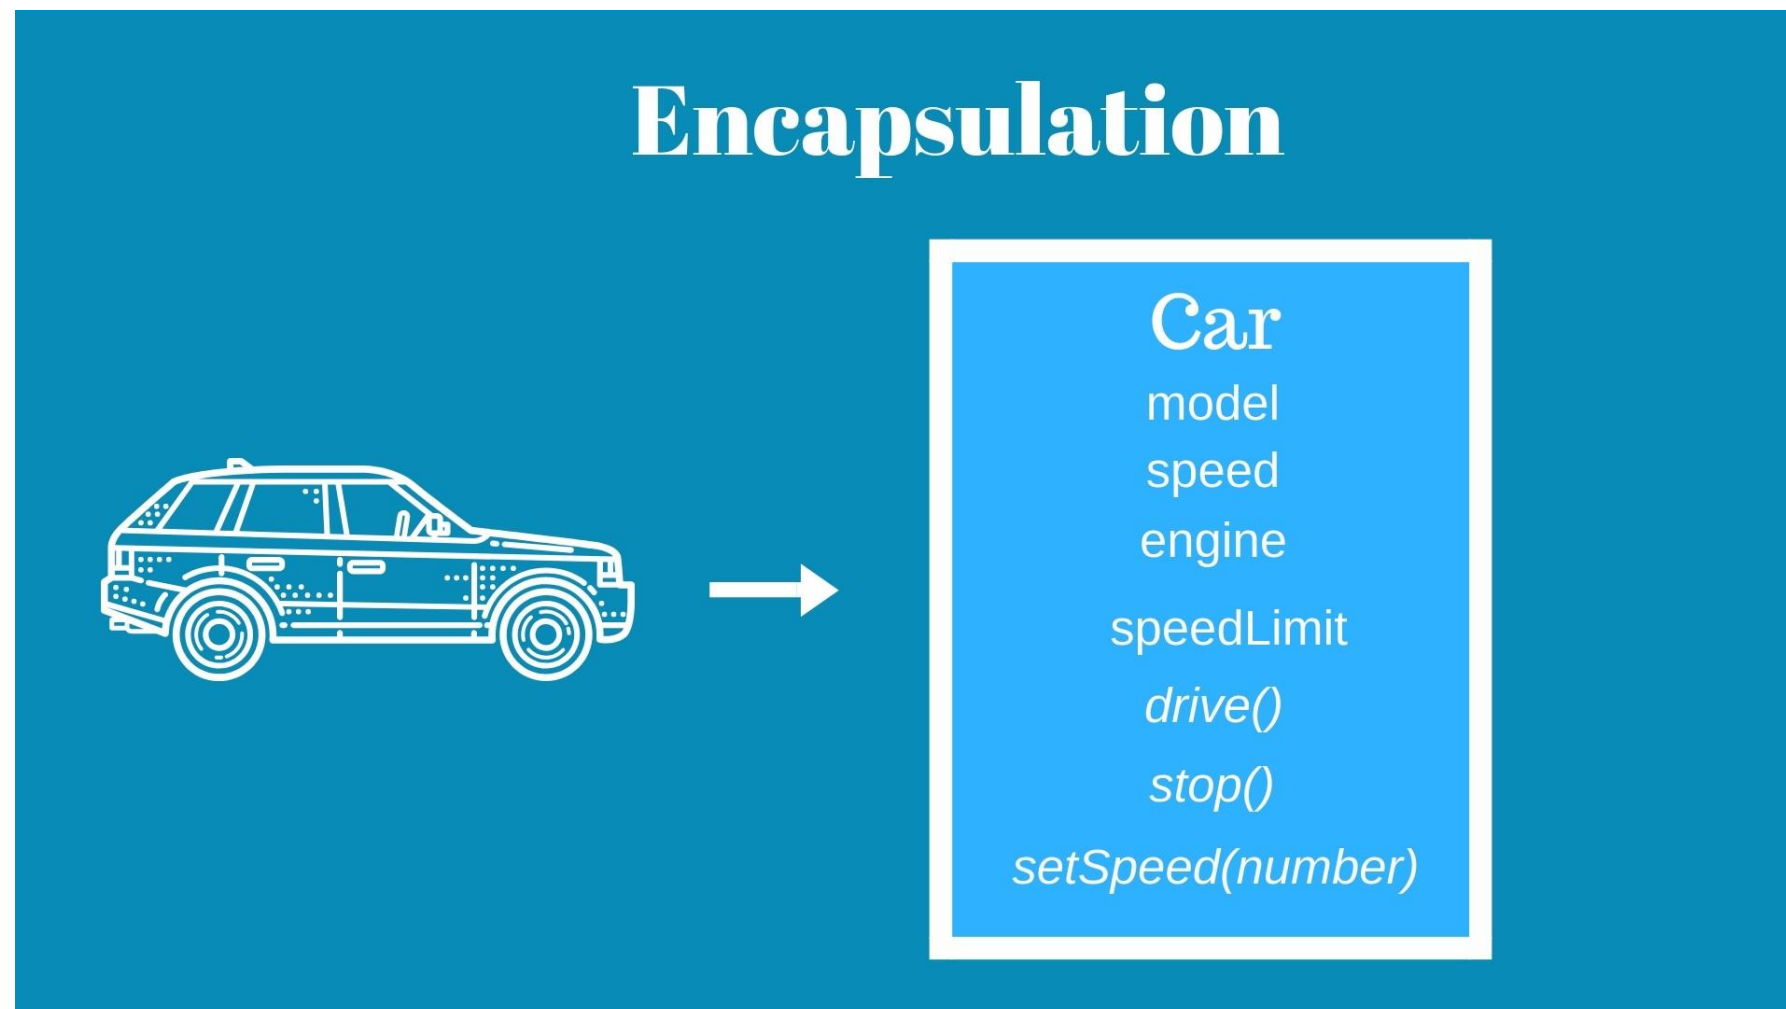 Encapsulation
Car
model
speed
engine
speedLimit
drive()
stop()
setSpeed(number)